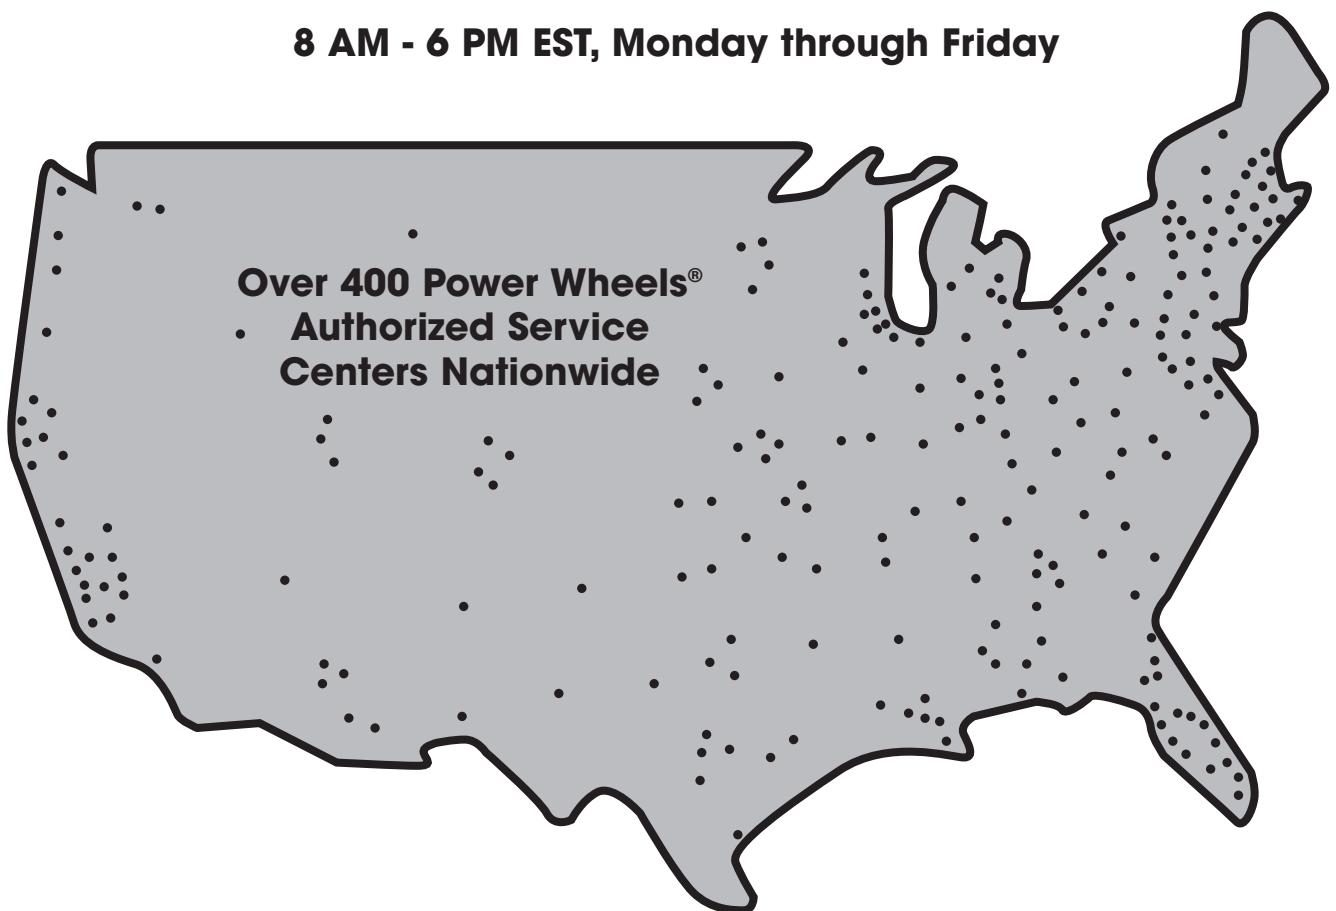 8 AM - 6 PM EST, Monday through Friday
Over 400 Power Wheels®
Authorized Service
Centers Nationwide